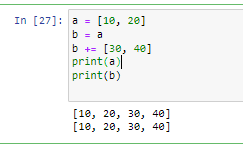 In [27]: a = [10, 20]
b = a
b += [30, 40]
print(a)
print(b)
[10, 20, 30, 40]
[10, 20, 30, 40]